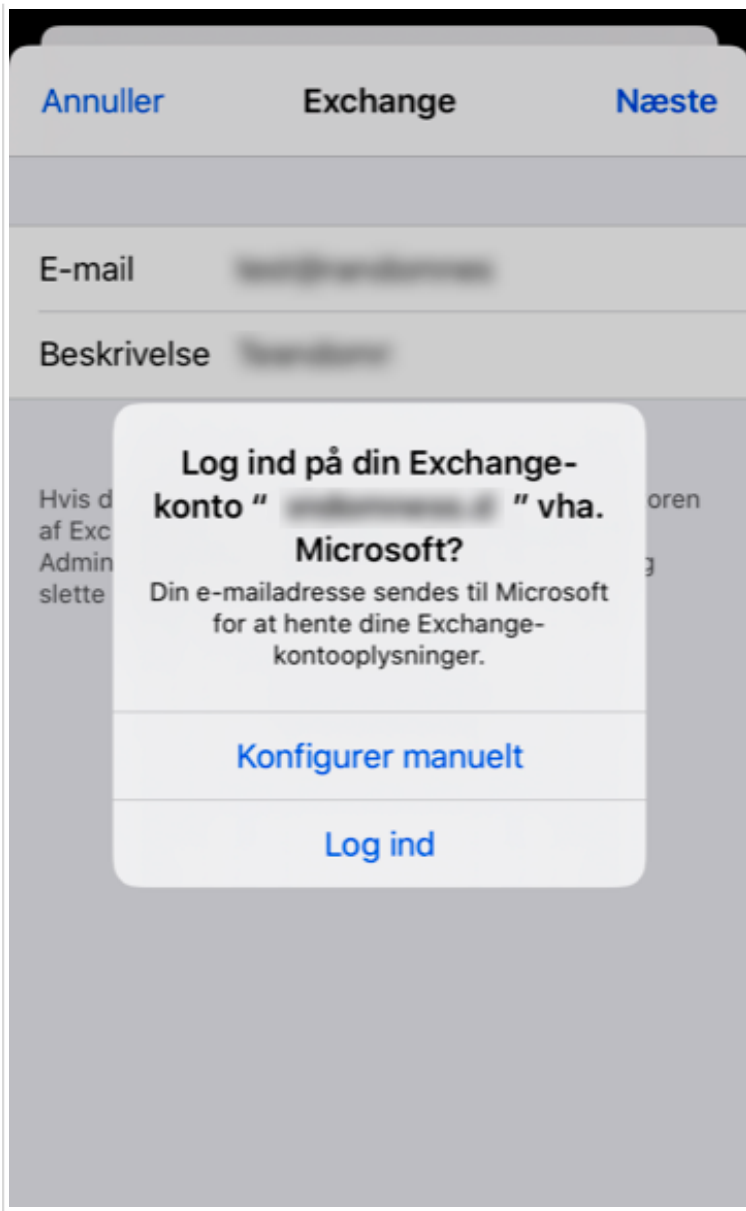 Annuller Exchange Næste
E-mail
Beskrivelse
Log ind på din Exchange-
konto “ ” vha.
Microsoft?
Din e-mailadresse sendes til Microsoft
for at hente dine Exchange-
kontooplysninger.
Hvis d oren
af Exc
Admin g
slette
Konfigurer manuelt
Log ind